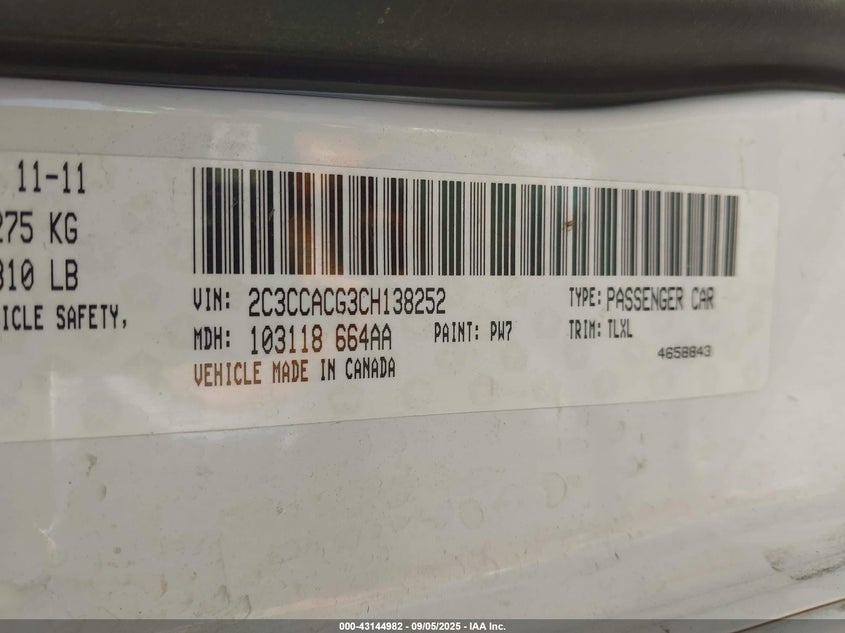 11-11
275 KG
310 LB
ICLE SAFETY,
VIN: 2C3CCACG3CH138252
TYPE: PASSENGER CAR
MDH: 103118 664AA
PAINT: PW7
TRIM: TLXL
VEHICLE MADE IN CANADA
4658843
000-43144982 - 09/05/2025 - IAA Inc.